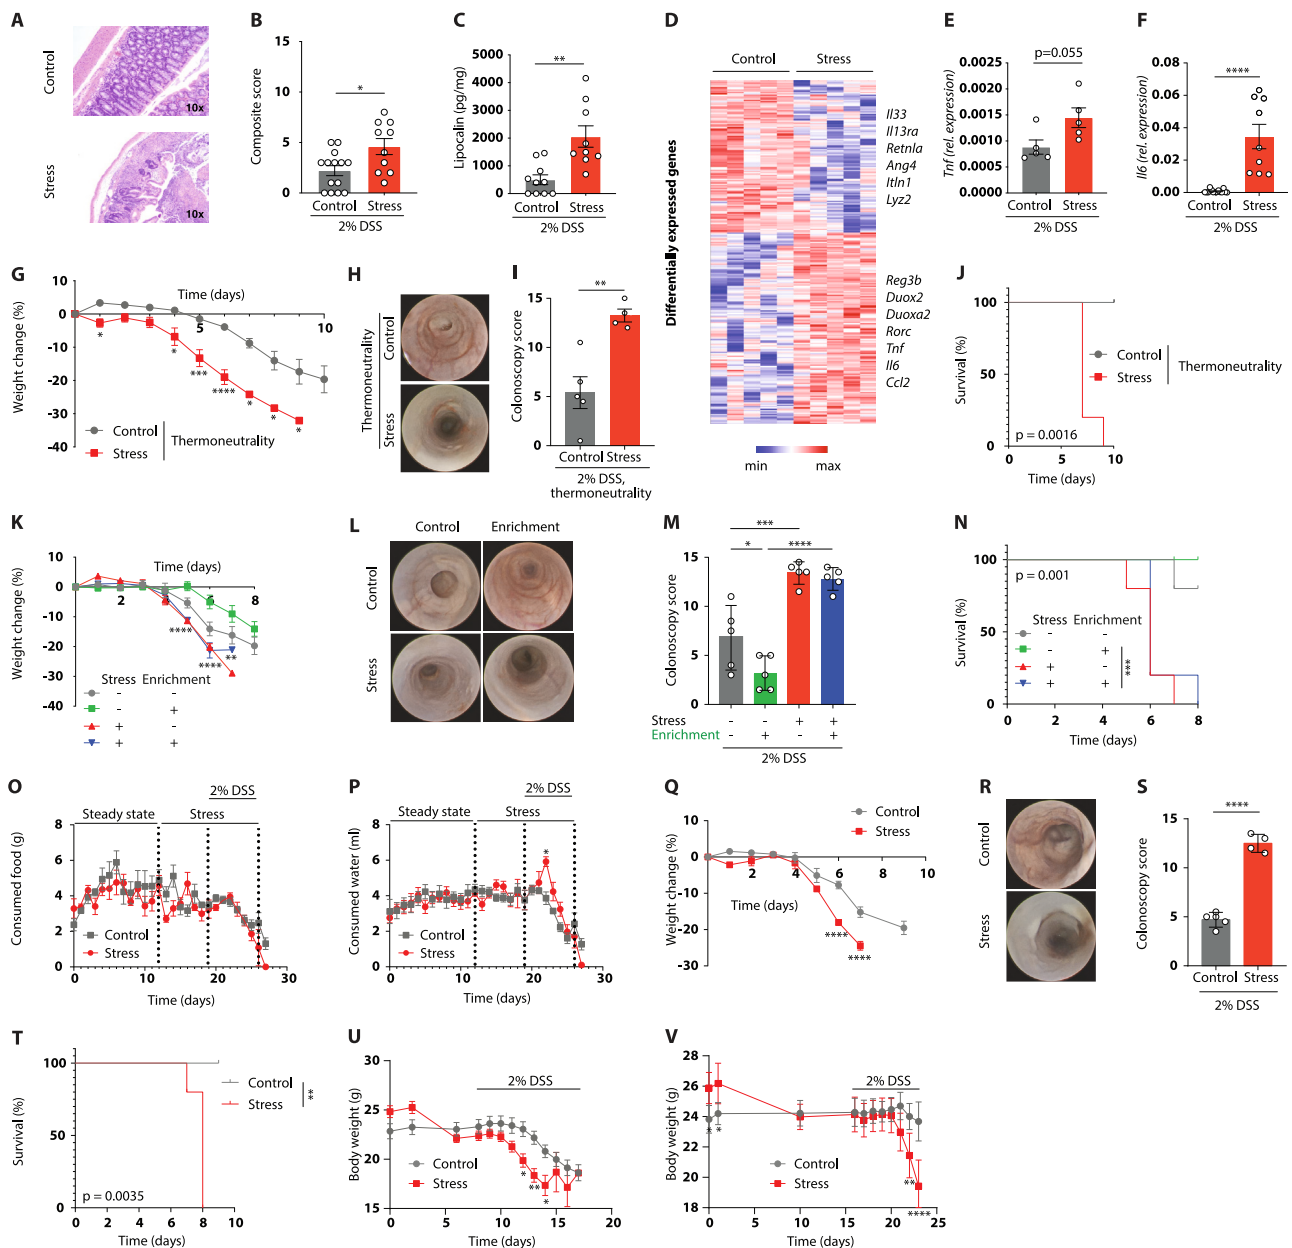 A
Control
10x
Stress
10x
B
Composite score
15
10
5
0
*
Control Stress
2% DSS
C
Lipocalin (pg/mg)
5000
4000
3000
2000
1000
0
**
Control Stress
2% DSS
D
Control Stress
Differentially expressed genes
Il33
Il13ra
Retnla
Ang4
Itln1
Lyz2
Reg3b
Duox2
Duoxa2
Rorc
Tnf
Il6
Ccl2
min max
E
Tnf (rel. expression)
p=0.055
0.0025
0.0020
0.0015
0.0010
0.0005
0.0000
Control Stress
2% DSS
F
Il6 (rel. expression)
****
0.08
0.06
0.04
0.02
0.00
Control Stress
2% DSS
G
Weight change (%)
Time (days)
10
0
-10
-20
-30
-40
5 10
* * *** **** * * *
Control
Stress
Thermoneutrality
H
Thermoneutrality
Control
Stress
I
Colonoscopy score
**
15
10
5
0
Control Stress
2% DSS,
thermoneutrality
J
Survival (%)
100
50
0
p = 0.0016
0 5 10
Time (days)
Control
Stress
Thermoneutrality
K
Weight change (%)
Time (days)
10
0
-10
-20
-30
-40
2 4 6 8
****
**** **
Stress Enrichment
- -
- +
+ -
+ +
L
Control Enrichment
Control
Stress
M
Colonoscopy score
***
* ****
15
10
5
0
Stress - - + +
Enrichment - + - +
2% DSS
N
Survival (%)
100
50
0
p = 0.001
Stress Enrichment
- -
- +
+ -
+ +
***
0 2 4 6 8
Time (days)
O
2% DSS
Steady state Stress
Consumed food (g)
8
6
4
2
0
Control
Stress
0 10 20 30
Time (days)
P
2% DSS
Steady state Stress
Consumed water (ml)
8
6
4
2
0
*
Control
Stress
0 10 20 30
Time (days)
Q
Weight change (%)
Control
Stress
10
0
-10
-20
-30
0 2 4 6 8 10
Time (days)
****
****
R
Control
Stress
S
Colonoscopy score
****
15
10
5
0
Control Stress
2% DSS
T
Survival (%)
100
50
0
Control
Stress
**
p = 0.0035
0 2 4 6 8 10
Time (days)
U
Body weight (g)
2% DSS
30
25
20
15
Control
Stress
* ** *
0 5 10 15 20
Time (days)
V
Body weight (g)
2% DSS
28
26
24
22
20
18
* *
Control
Stress
**
****
0 5 10 15 20 25
Time (days)